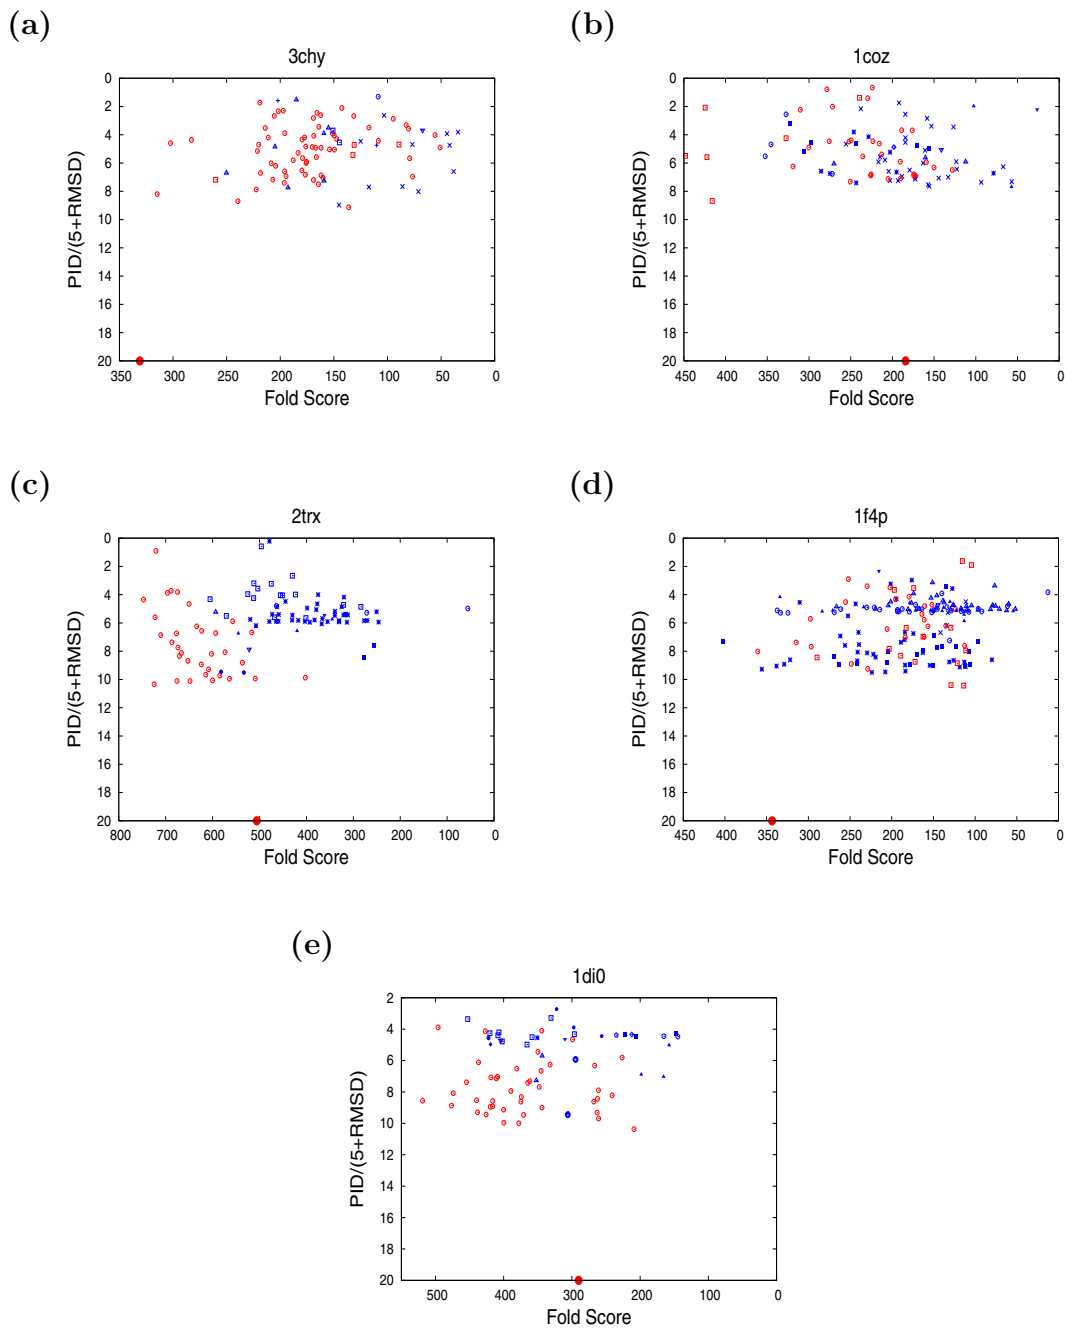 (a)
3chy
0
2
4
6
8
10
12
14
16
18
20
PID/(5+RMSD)
350 300 250 200 150 100 50 0
Fold Score
(b)
1coz
0
2
4
6
8
10
12
14
16
18
20
PID/(5+RMSD)
450 400 350 300 250 200 150 100 50 0
Fold Score
(c)
2trx
0
2
4
6
8
10
12
14
16
18
20
PID/(5+RMSD)
800 700 600 500 400 300 200 100 0
Fold Score
(d)
1f4p
0
2
4
6
8
10
12
14
16
18
20
PID/(5+RMSD)
450 400 350 300 250 200 150 100 50 0
Fold Score
(e)
1di0
2
4
6
8
10
12
14
16
18
20
PID/(5+RMSD)
500 400 300 200 100 0
Fold Score